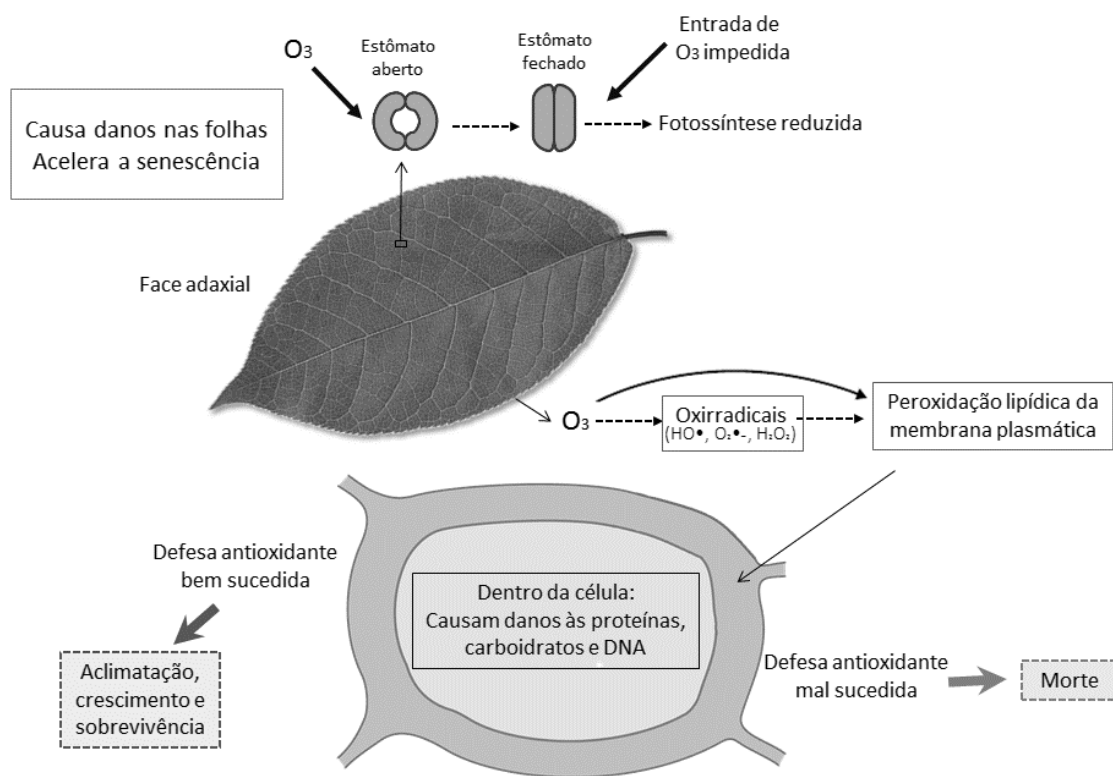 O₃
Estômato
aberto
Estômato
fechado
Entrada de
O₃ impedida
Causa danos nas folhas
Acelera a senescência
Fotossíntese reduzida
Face adaxial
O₃
Oxirradicais
(HO•, O₂•-, H₂O₂)
Peroxidação lipídica da
membrana plasmática
Defesa antioxidante
bem sucedida
Aclimatação,
crescimento e
sobrevivência
Dentro da célula:
Causam danos às proteínas,
carboidratos e DNA
Defesa antioxidante
mal sucedida
Morte